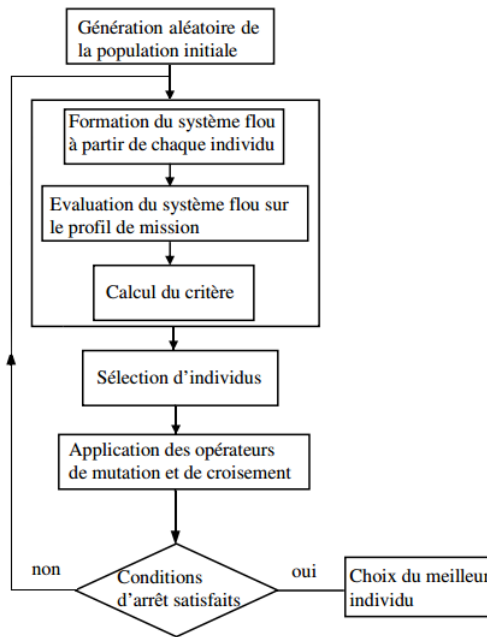 Génération aléatoire de
la population initiale
Formation du système flou
à partir de chaque individu
Evaluation du système flou sur
le profil de mission
Calcul du critère
Sélection d'individus
Application des opérateurs
de mutation et de croisement
non
Conditions
d'arrêt satisfaits
oui
Choix du meilleur
individu